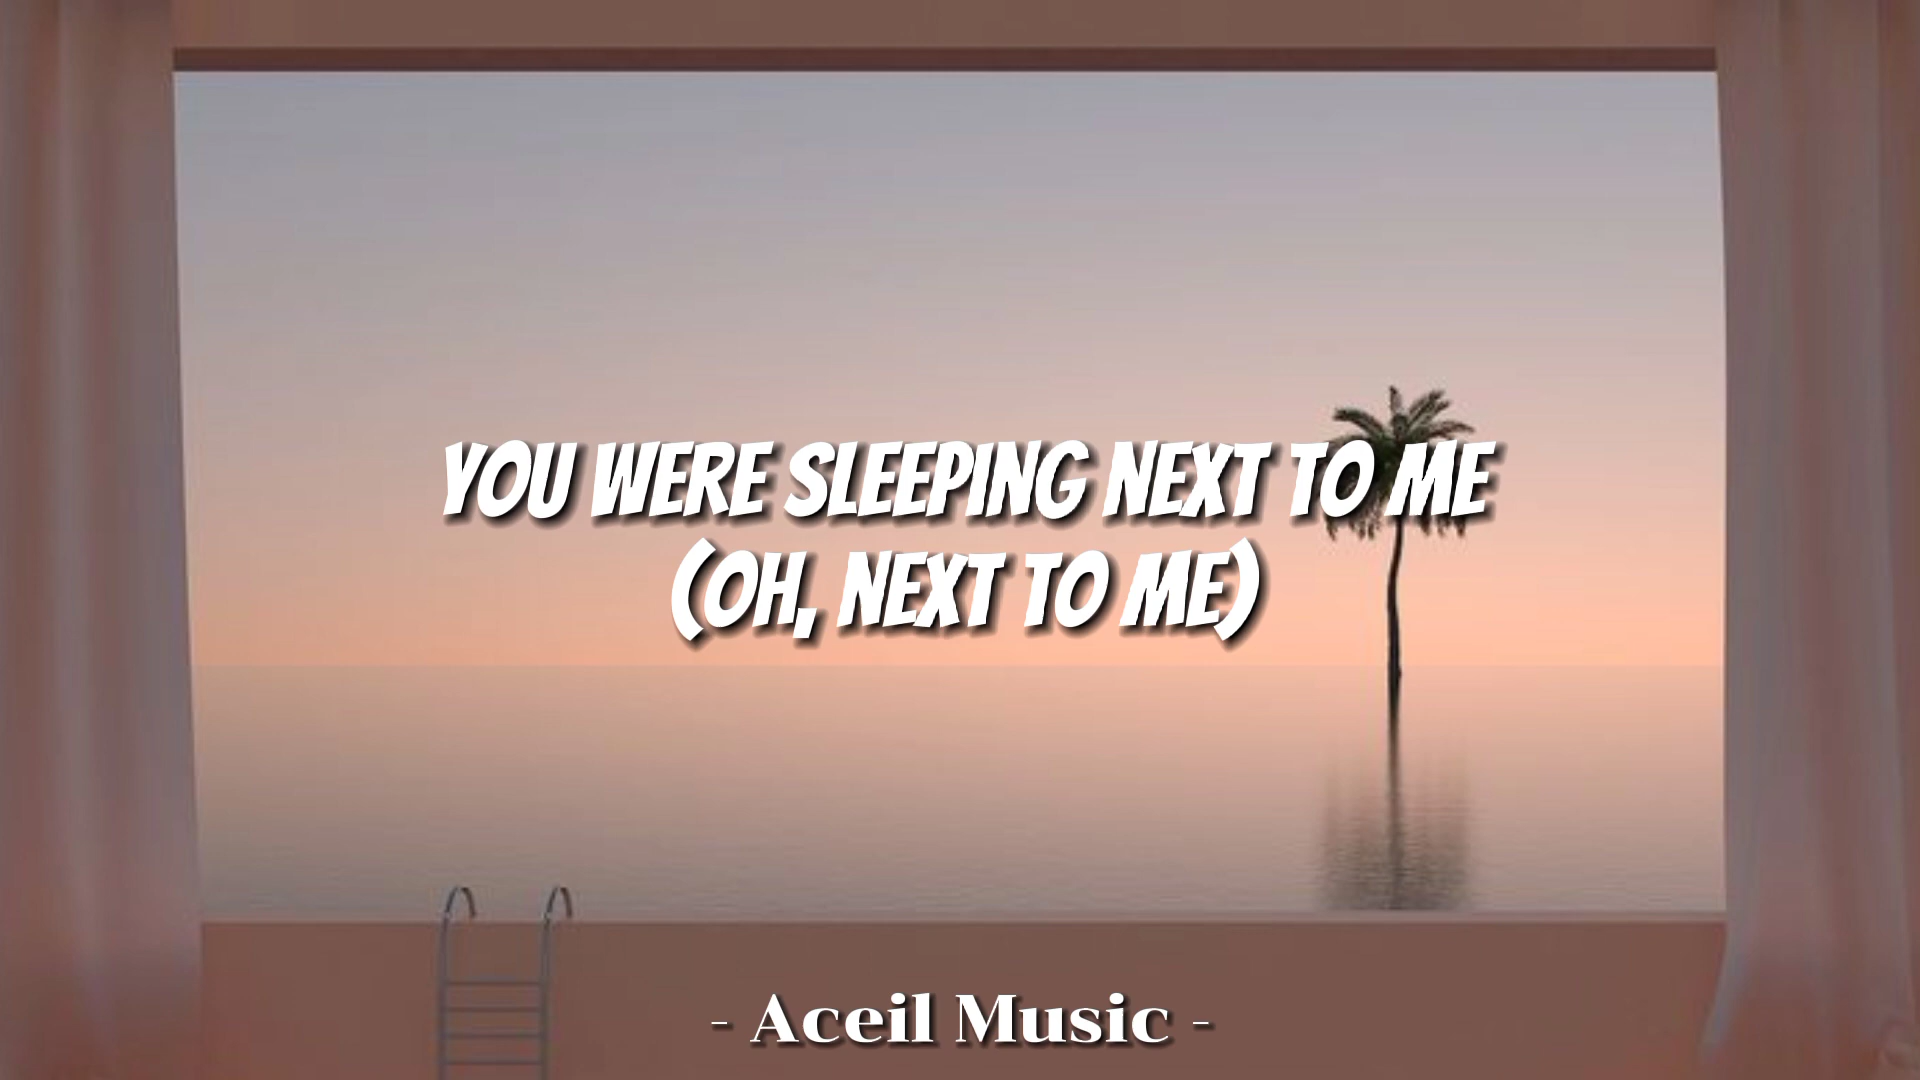 YOU WERE SLEEPING NEXT TO ME
(OH, NEXT TO ME)
- Aceil Music -